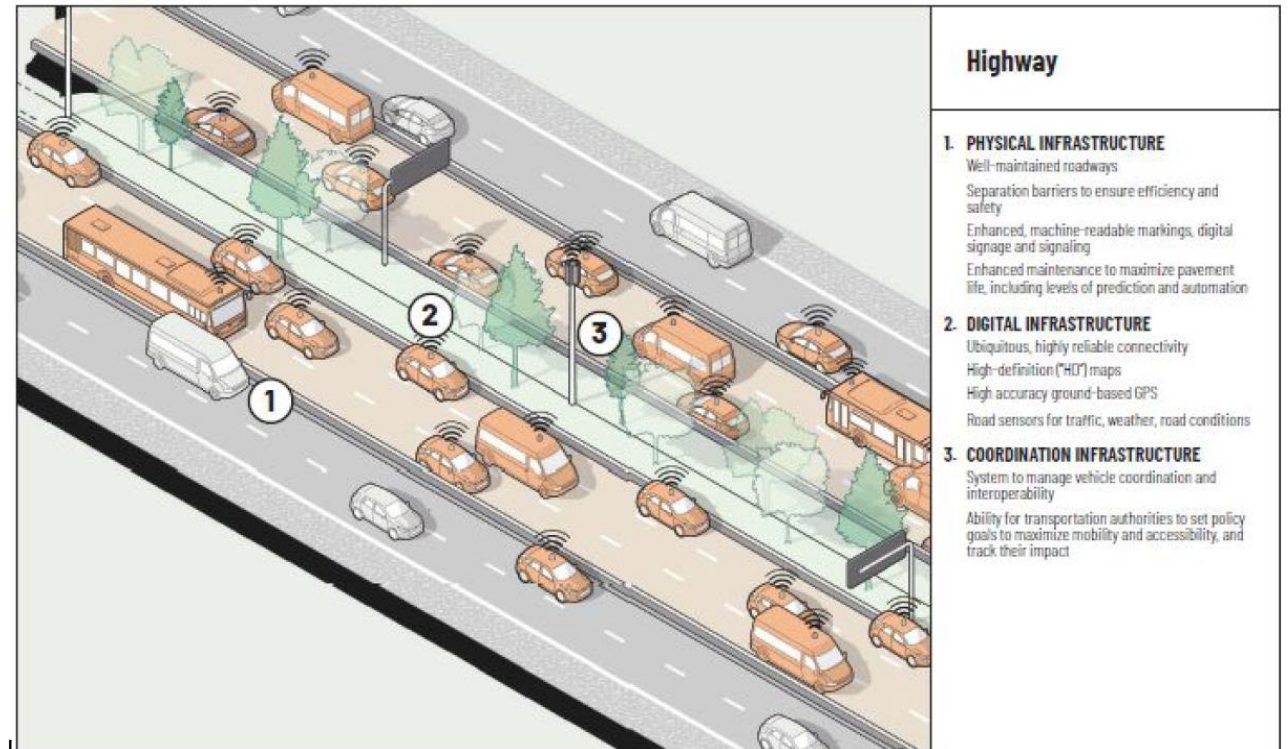 Highway
1. PHYSICAL INFRASTRUCTURE
Well-maintained roadways
Separation barriers to ensure efficiency and
safety
Enhanced, machine-readable markings, digital
signage and signaling
Enhanced maintenance to maximize pavement
life, including levels of prediction and automation
2. DIGITAL INFRASTRUCTURE
Ubiquitous, highly reliable connectivity
High-definition ("HD") maps
High accuracy ground-based GPS
Road sensors for traffic, weather, road conditions
3. COORDINATION INFRASTRUCTURE
System to manage vehicle coordination and
interoperability
Ability for transportation authorities to set policy
goals to maximize mobility and accessibility, and
track their impact
1
2
3